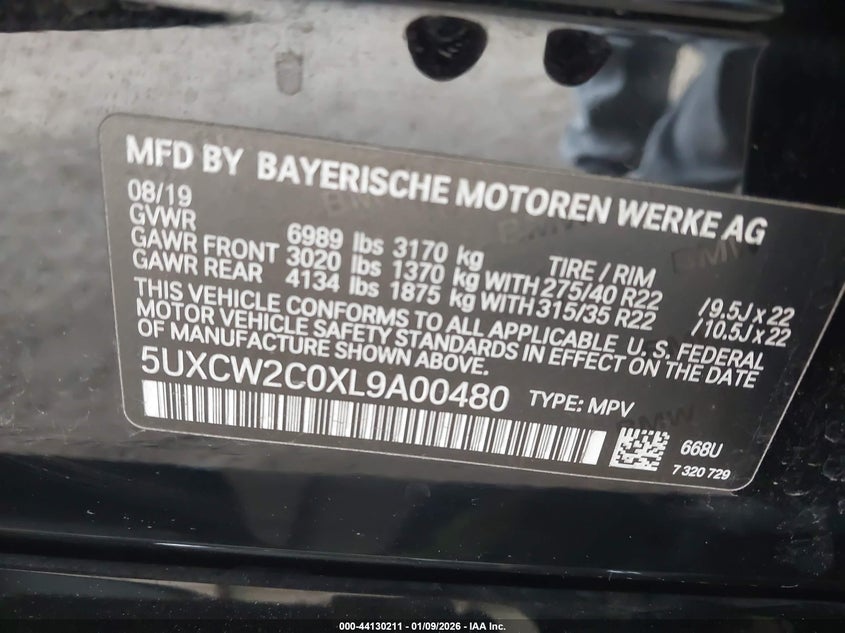 MFD BY BAYERISCHE MOTOREN WERKE AG
08/19
GVWR 6989 lbs 3170 kg TIRE / RIM
GAWR FRONT 3020 lbs 1370 kg WITH 275/40 R22 /9.5J x 22
GAWR REAR 4134 lbs 1875 kg WITH 315/35 R22 /10.5J x 22
THIS VEHICLE CONFORMS TO ALL APPLICABLE U. S. FEDERAL
MOTOR VEHICLE SAFETY STANDARDS IN EFFECT ON THE DATE
OF MANUFACTURE SHOWN ABOVE.
5UXCW2C0XL9A00480 TYPE: MPV
668U
7 320 729
000-44130211 - 01/09/2026 - IAA Inc.